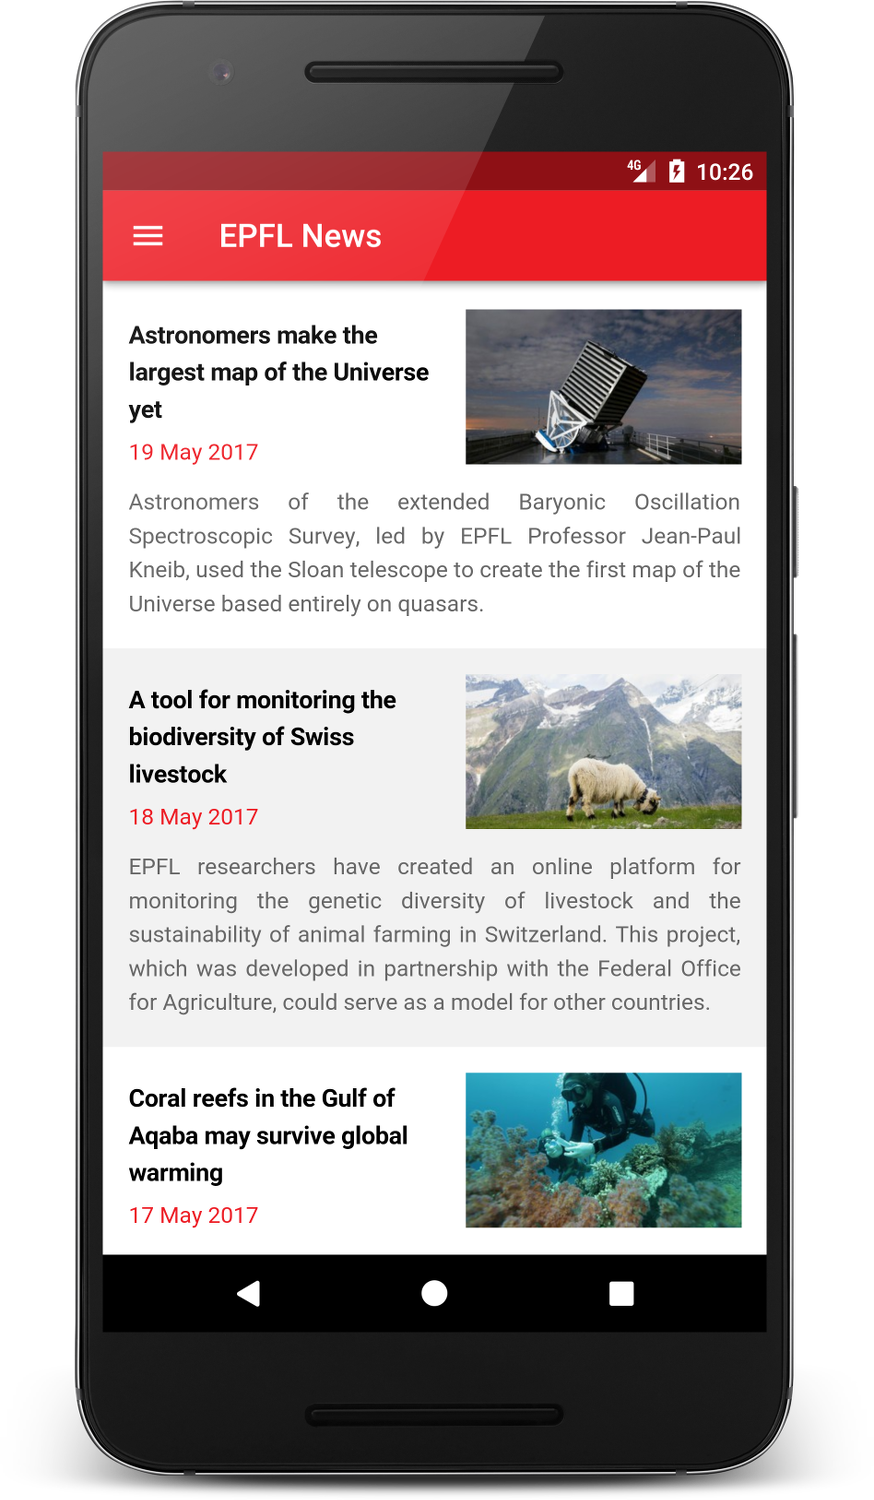 4G 10:26
EPFL News
Astronomers make the
largest map of the Universe
yet
19 May 2017
Astronomers of the extended Baryonic Oscillation
Spectroscopic Survey, led by EPFL Professor Jean-Paul
Kneib, used the Sloan telescope to create the first map of the
Universe based entirely on quasars.
A tool for monitoring the
biodiversity of Swiss
livestock
18 May 2017
EPFL researchers have created an online platform for
monitoring the genetic diversity of livestock and the
sustainability of animal farming in Switzerland. This project,
which was developed in partnership with the Federal Office
for Agriculture, could serve as a model for other countries.
Coral reefs in the Gulf of
Aqaba may survive global
warming
17 May 2017